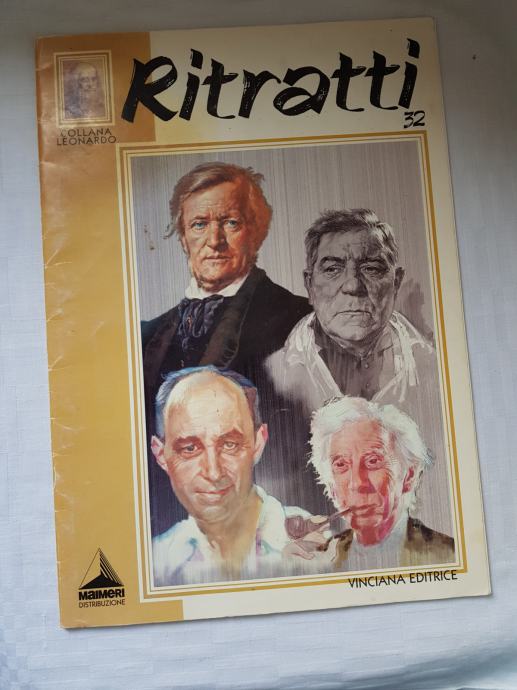 Ritratti
32
COLLANA
LEONARDO
MAIMERI
DISTRIBUZIONE
VINCIANA EDITRICE